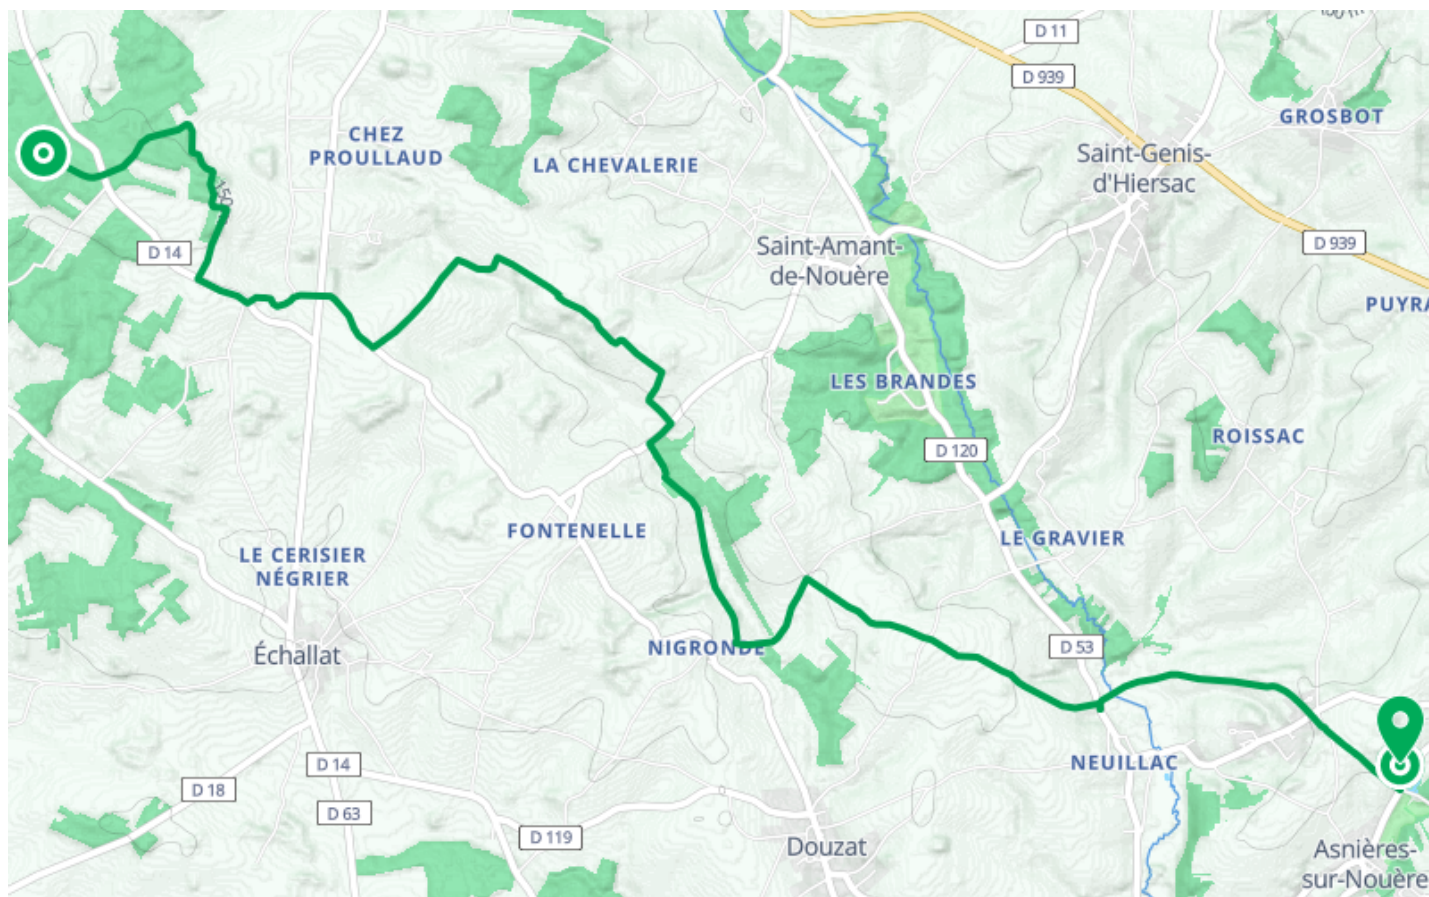 D 11
D 939
GROSBOT
CHEZ
PROULLAUD
LA CHEVALERIE
Saint-Genis-
d'Hiersac
150
D 14
Saint-Amant-
de-Nouère
D 939
PUYRA
LES BRANDES
ROISSAC
D 120
FONTENELLE
LE GRAVIER
LE CERISIER
NÉGRIER
Échallat
NIGRONDE
D 53
NEUILLAC
D 14
D 18
D 63
D 119
Douzat
Asnières-
sur-Nouère